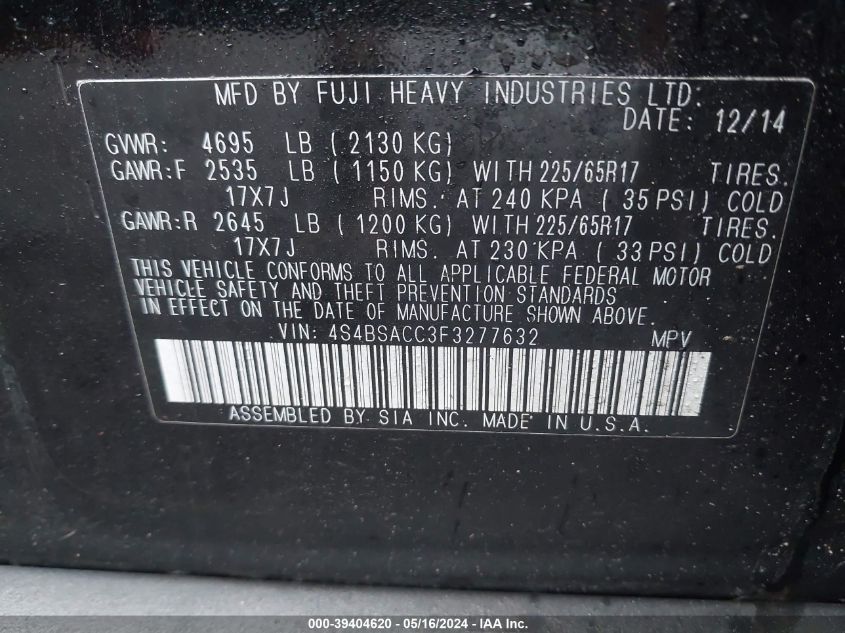 MFD BY FUJI HEAVY INDUSTRIES LTD.
DATE: 12/14
GVWR: 4695 LB ( 2130 KG)
GAWR:F 2535 LB ( 1150 KG) WITH 225/65R17 TIRES.
17X7J RIMS. AT 240 KPA ( 35 PSI) COLD
GAWR:R 2645 LB ( 1200 KG) WITH 225/65R17 TIRES.
17X7J RIMS. AT 230 KPA ( 33 PSI) COLD
THIS VEHICLE CONFORMS TO ALL APPLICABLE FEDERAL MOTOR
VEHICLE SAFETY AND THEFT PREVENTION STANDARDS
IN EFFECT ON THE DATE OF MANUFACTURE SHOWN ABOVE.
VIN: 4S4BSACC3F3277632 MPV
ASSEMBLED BY SIA INC. MADE IN U.S.A.
000-39404620 - 05/16/2024 - IAA Inc.